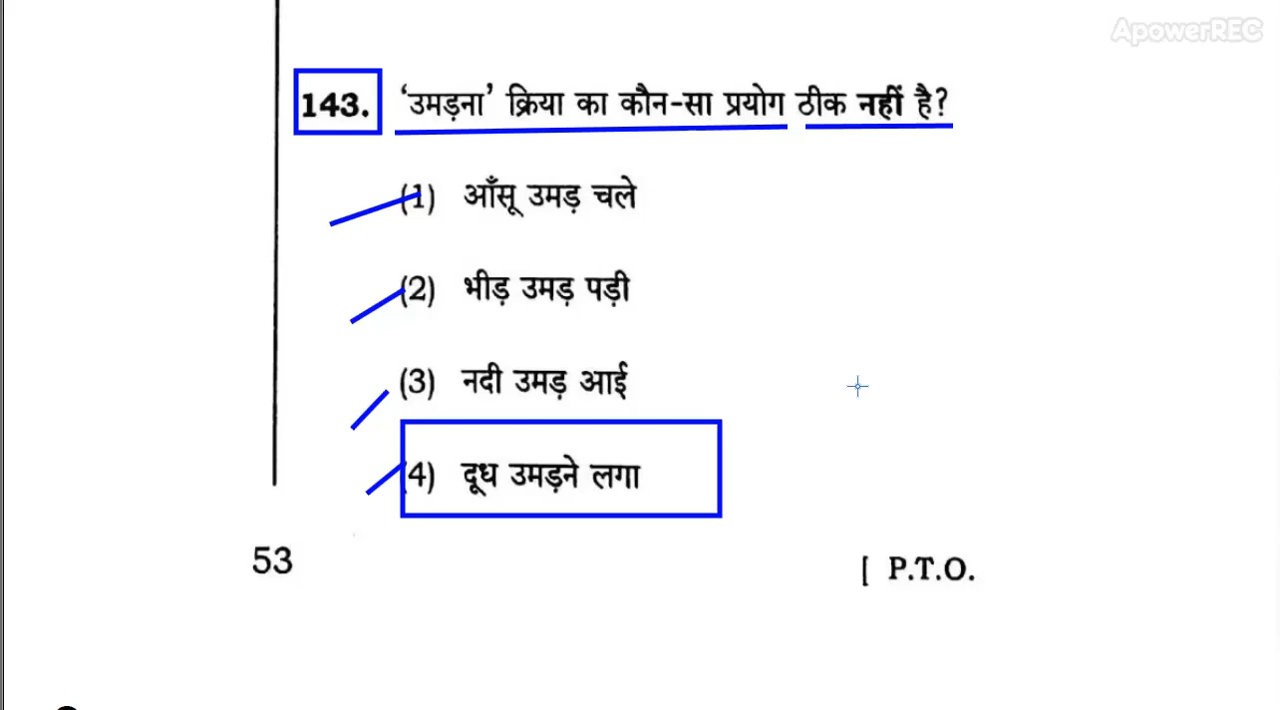 ApowerREC
143. 'उमड़ना' क्रिया का कौन-सा प्रयोग ठीक नहीं है?
(1) आँसू उमड़ चले
(2) भीड़ उमड़ पड़ी
(3) नदी उमड़ आई
(4) दूध उमड़ने लगा
53 [ P.T.O.